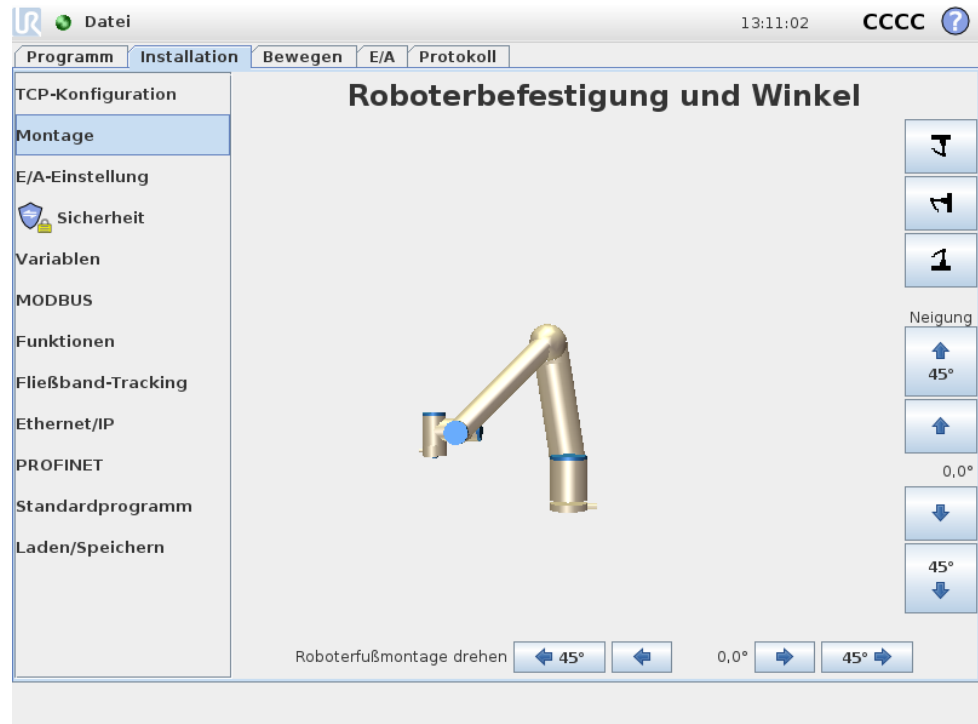 UR Datei 13:11:02 CCCC ?
Programm Installation Bewegen E/A Protokoll
TCP-Konfiguration
Montage
E/A-Einstellung
Sicherheit
Variablen
MODBUS
Funktionen
Fließband-Tracking
Ethernet/IP
PROFINET
Standardprogramm
Laden/Speichern
Roboterbefestigung und Winkel
Neigung
45°
0,0°
45°
Roboterfußmontage drehen 45° 0,0° 45°